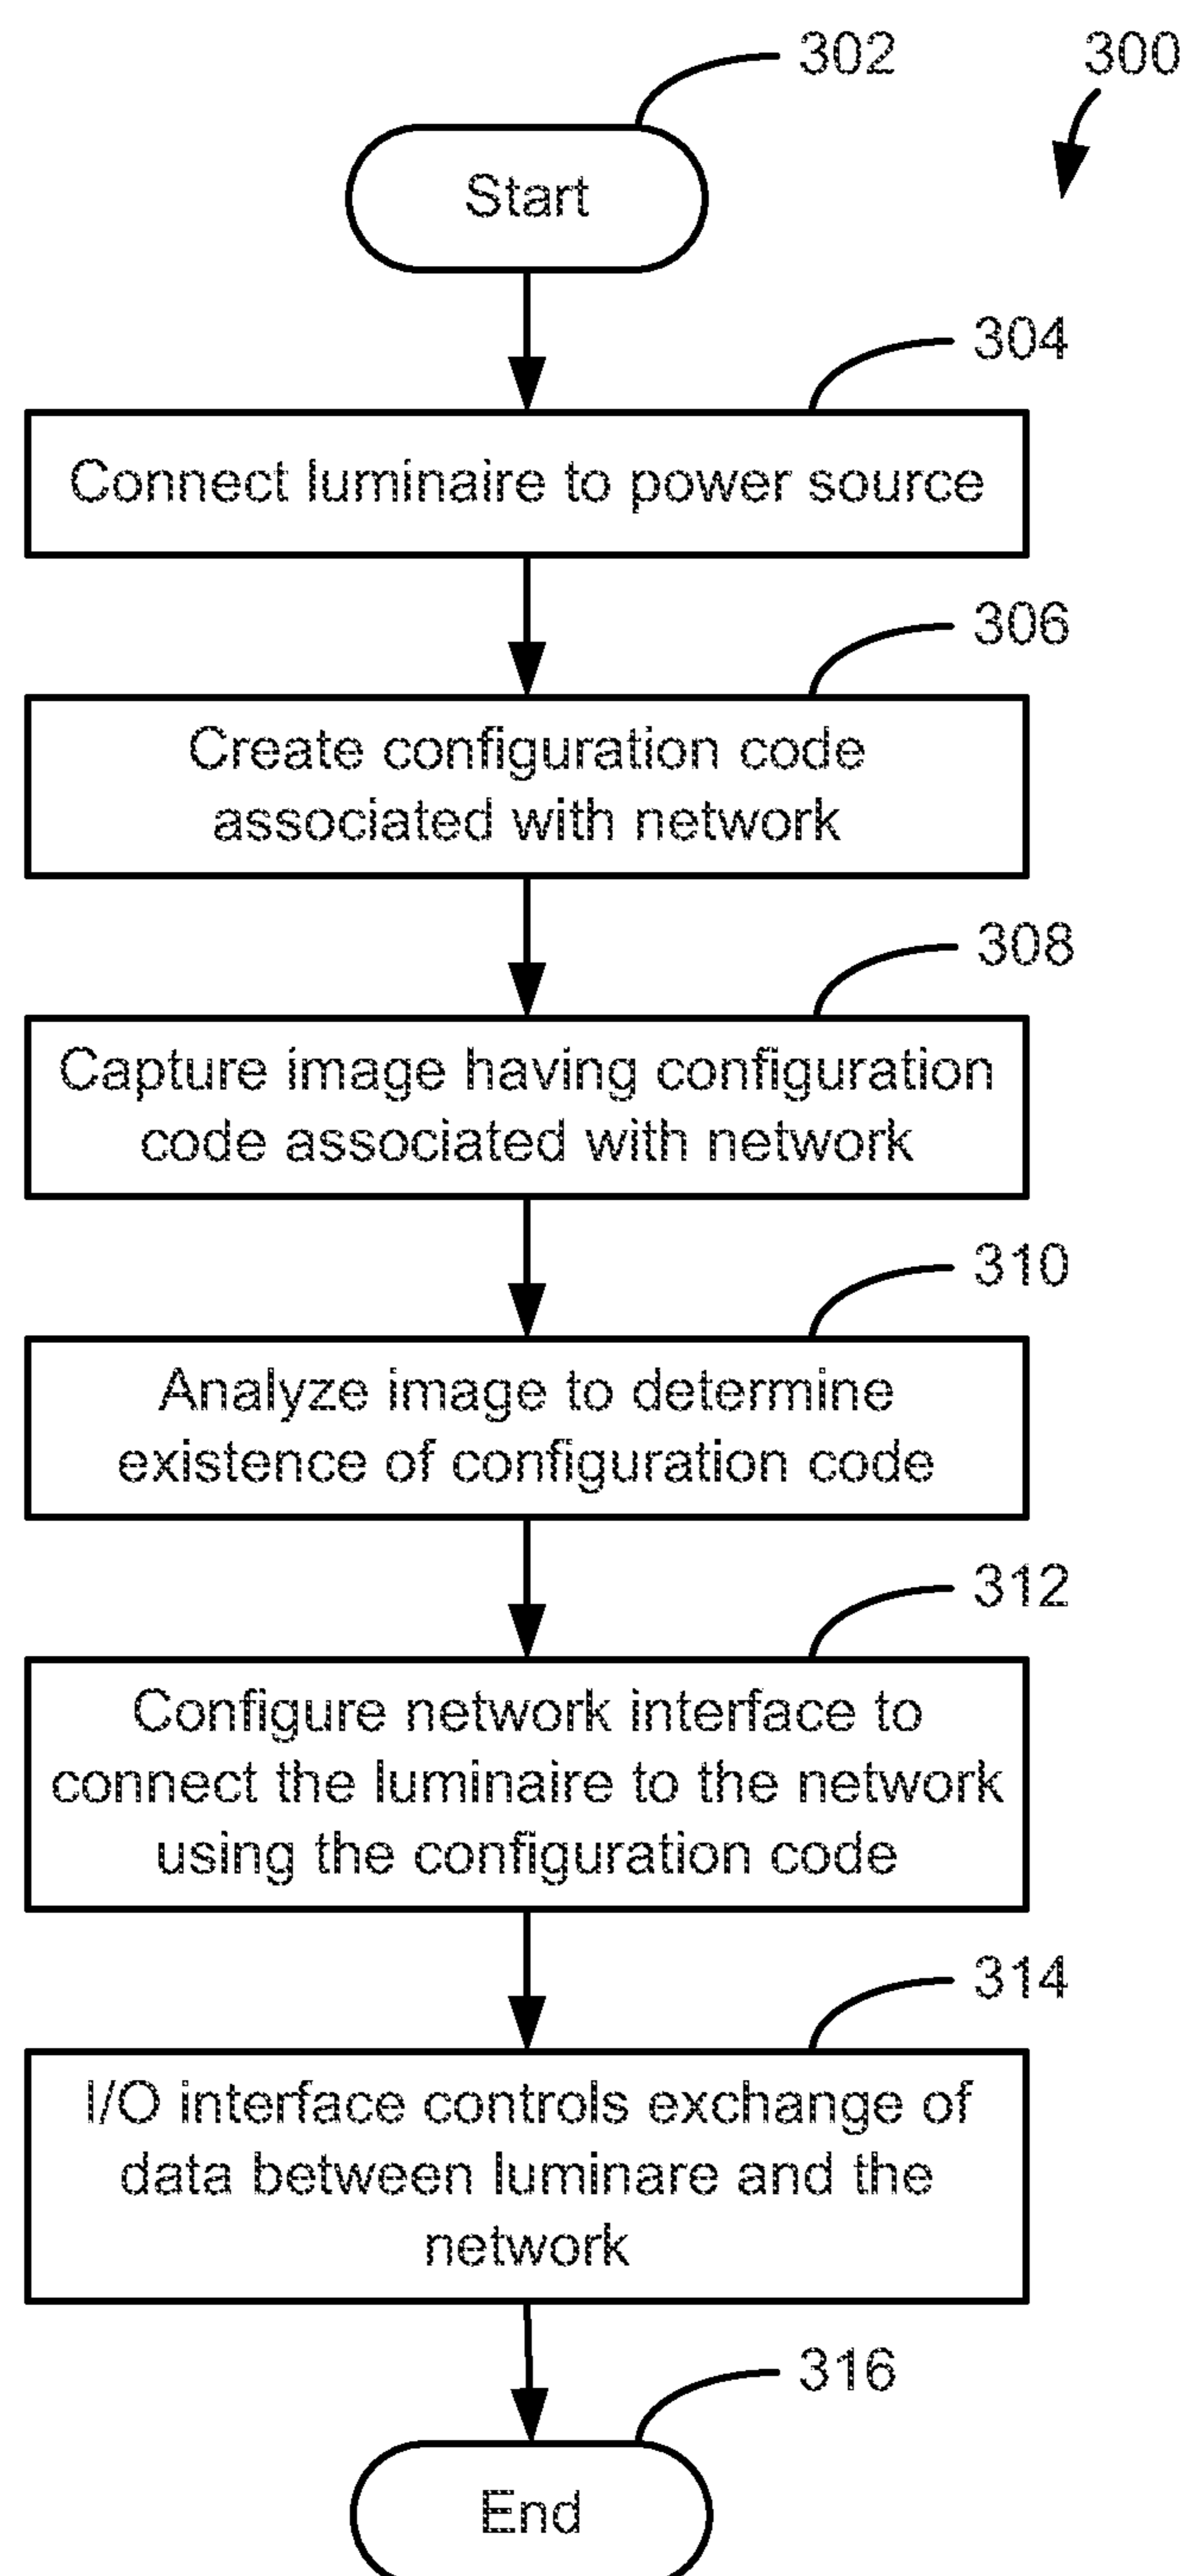 302
300
Start
304
Connect luminaire to power source
306
Create configuration code
associated with network
308
Capture image having configuration
code associated with network
310
Analyze image to determine
existence of configuration code
312
Configure network interface to
connect the luminaire to the network
using the configuration code
314
I/O interface controls exchange of
data between luminare and the
network
316
End